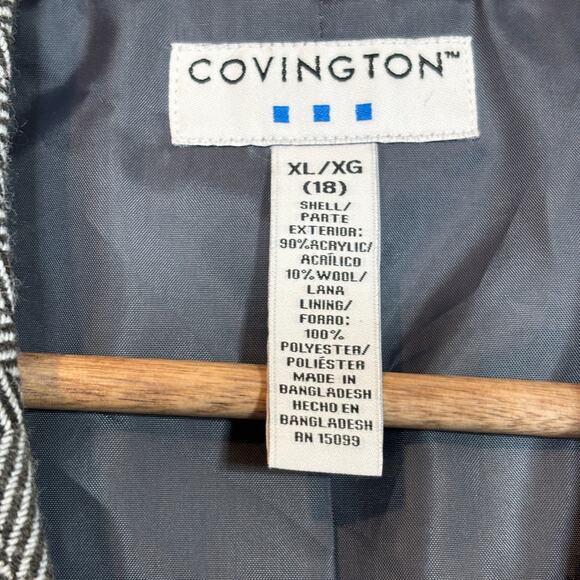 COVINGTON™
XL/XG
(18)
SHELL/
PARTE
EXTERIOR:
90%ACRYLIC/
ACRÍLICO
10%WOOL/
LANA
LINING/
FORRO:
100%
POLYESTER/
POLIÉSTER
MADE IN
BANGLADESH
HECHO EN
BANGLADESH
RN 15099